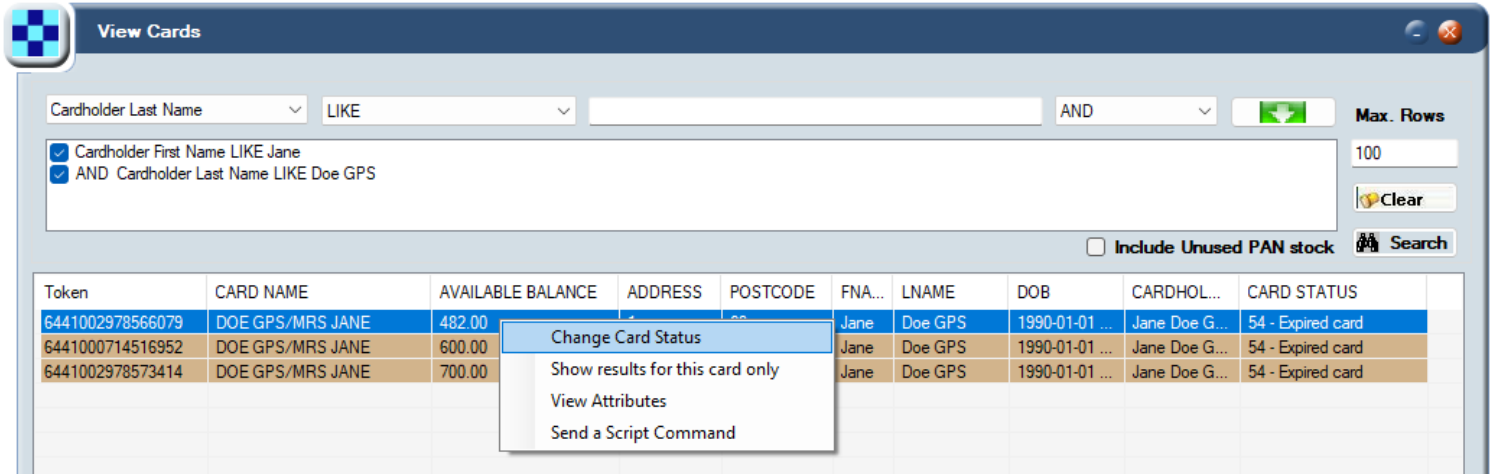 View Cards
Cardholder Last Name LIKE AND Max. Rows
Cardholder First Name LIKE Jane 100
AND Cardholder Last Name LIKE Doe GPS
Clear
Include Unused PAN stock Search
Token CARD NAME AVAILABLE BALANCE ADDRESS POSTCODE FNA... LNAME DOB CARDHOL... CARD STATUS
6441002978566079 DOE GPS/MRS JANE 482.00 Jane Doe GPS 1990-01-01 ... Jane Doe G... 54 - Expired card
Change Card Status
6441000714516952 DOE GPS/MRS JANE 600.00 Jane Doe GPS 1990-01-01 ... Jane Doe G... 54 - Expired card
6441002978573414 DOE GPS/MRS JANE 700.00 Jane Doe GPS 1990-01-01 ... Jane Doe G... 54 - Expired card
Show results for this card only
View Attributes
Send a Script Command